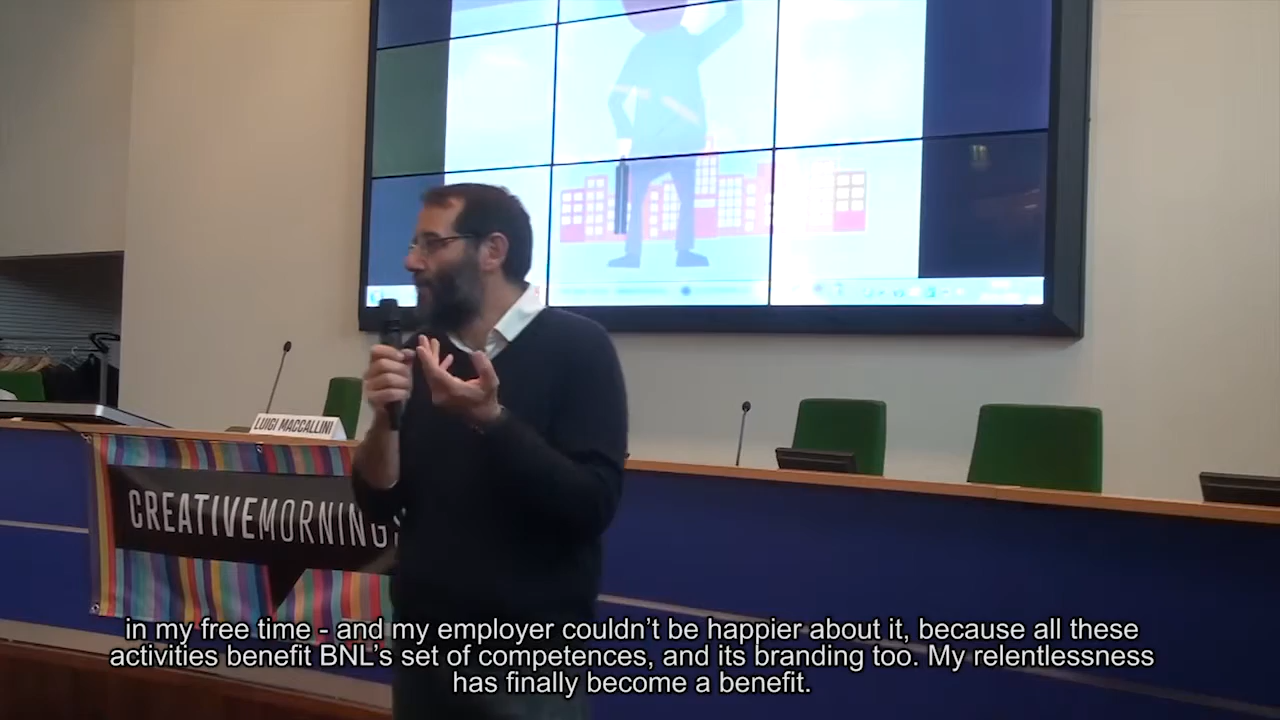 LUIGI MACCALLINI
CREATIVEMORNINGS
in my free time - and my employer couldn't be happier about it, because all these
activities benefit BNL's set of competences, and its branding too. My relentlessness
has finally become a benefit.